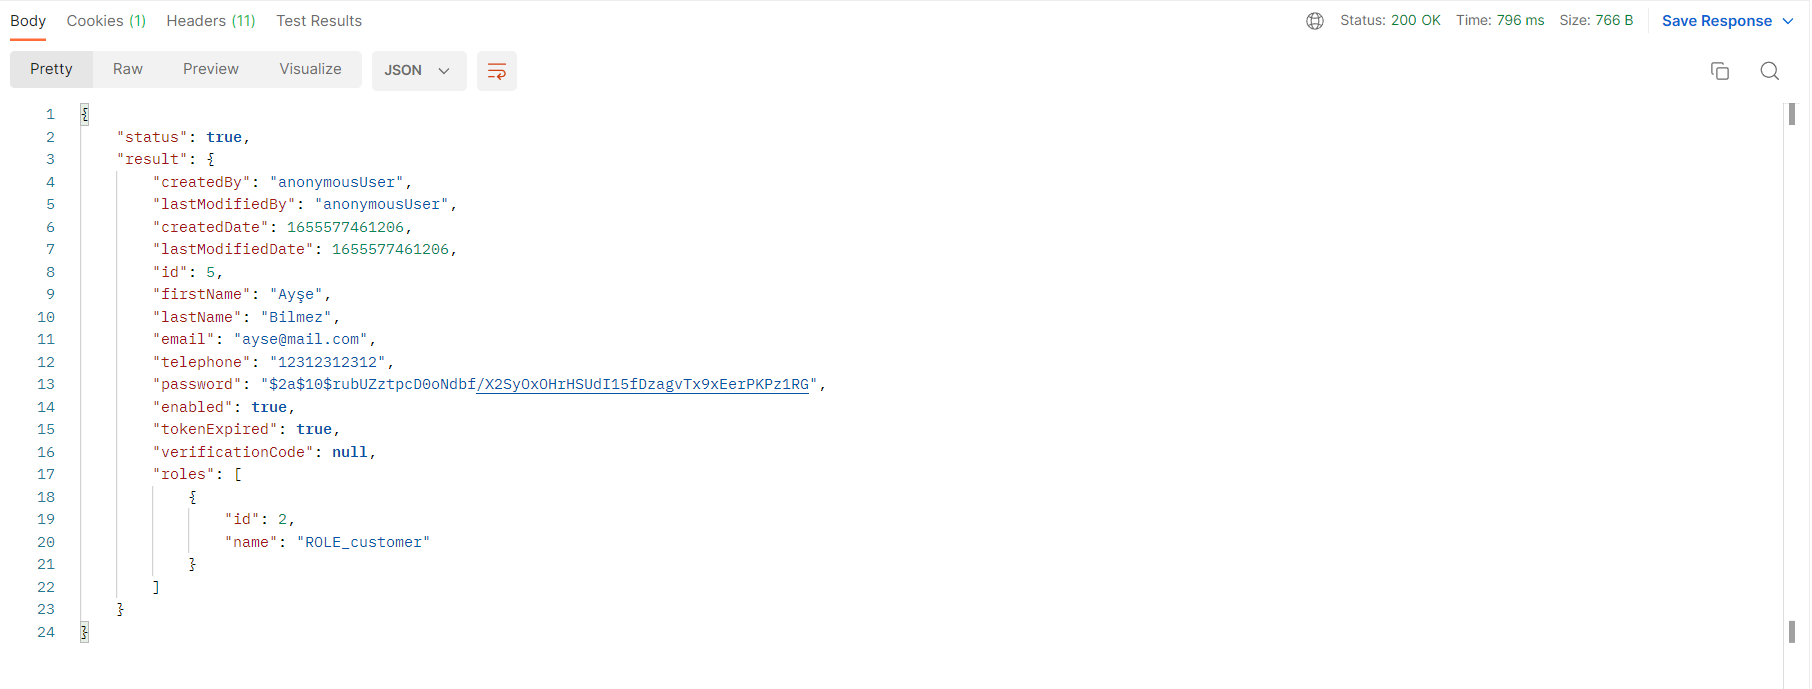 Body Cookies (1) Headers (11) Test Results Status: 200 OK Time: 796 ms Size: 766 B Save Response
Pretty Raw Preview Visualize JSON
1 {
2 "status": true,
3 "result": {
4 "createdBy": "anonymousUser",
5 "lastModifiedBy": "anonymousUser",
6 "createdDate": 1655577461206,
7 "lastModifiedDate": 1655577461206,
8 "id": 5,
9 "firstName": "Ayşe",
10 "lastName": "Bilmez",
11 "email": "ayse@mail.com",
12 "telephone": "12312312312",
13 "password": "$2a$10$rubUZztpcD0oNdbf/X2SyOxOHrHSUdI15fDzagvTx9xEerPKPz1RG",
14 "enabled": true,
15 "tokenExpired": true,
16 "verificationCode": null,
17 "roles": [
18 {
19 "id": 2,
20 "name": "ROLE_customer"
21 }
22 ]
23 }
24 }